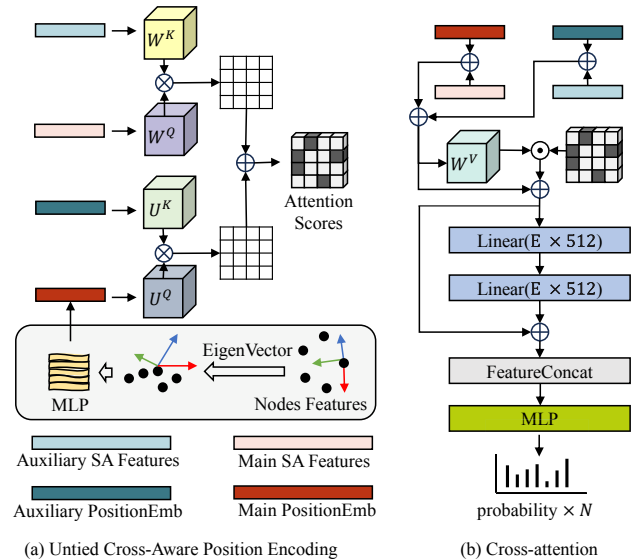 W^K
W^Q
Attention
Scores
U^K
U^Q
EigenVector
MLP
Nodes Features
Auxiliary SA Features
Main SA Features
Auxiliary PositionEmb
Main PositionEmb
(a) Untied Cross-Aware Position Encoding
W^V
Linear(E × 512)
Linear(E × 512)
FeatureConcat
MLP
probability × N
(b) Cross-attention